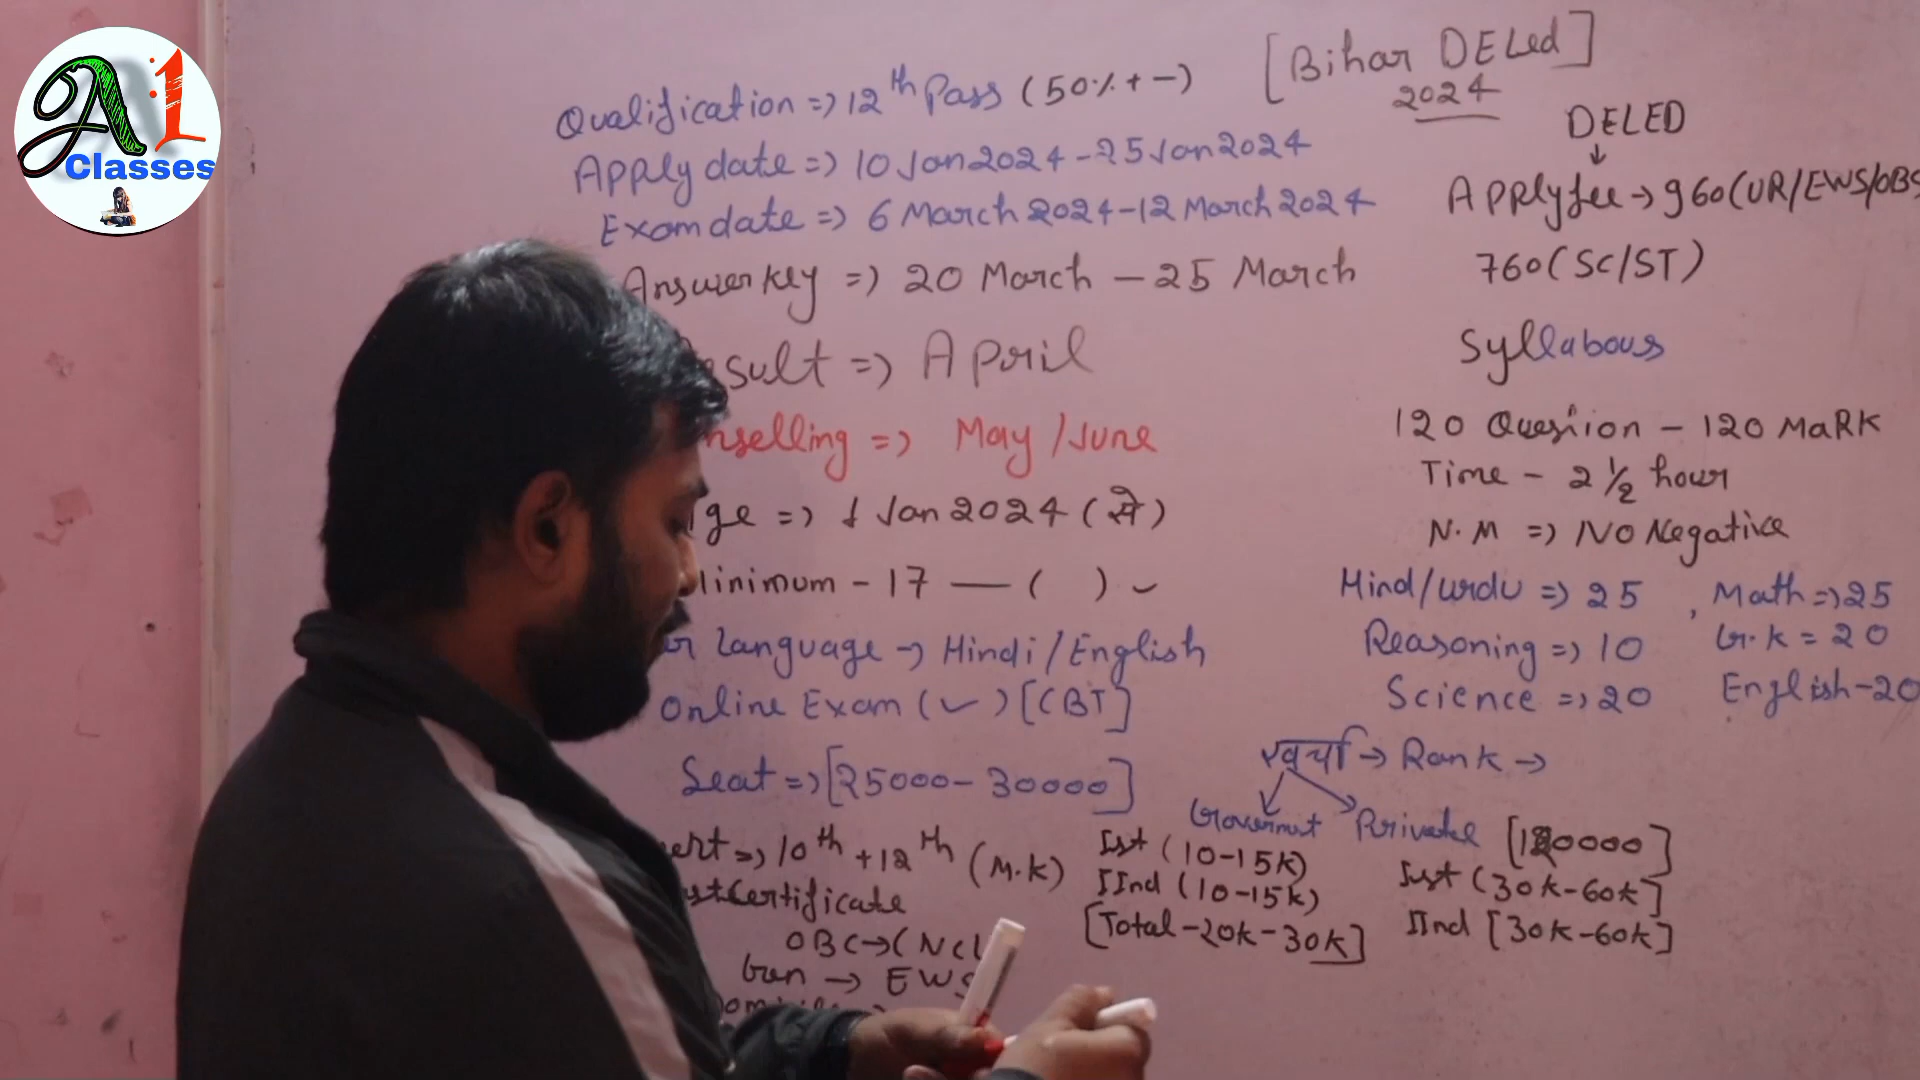 A1
Classes
[Bihar DELed]
2024
Qualification => 12th Pass (50% + -)
Apply date => 10 Jan 2024 - 25 Jan 2024
Exam date => 6 March 2024 - 12 March 2024
Answer key => 20 March - 25 March
sult => April
nselling => May / June
ge => 1 Jan 2024 (से)
inimum - 17 — ( ) ✓
language → Hindi / English
Online Exam (✓) [CBT]
Seat => [25000 - 30000]
ert => 10th + 12th (M.K)
st Certificate
OBC → (NCL
Gen → EWS
DELED
↓
Apply fee → 960 (UR/EWS/OBS
760 (SC/ST)
Syllabous
120 Quesiion - 120 MaRK
Time - 2 1/2 hour
N.M => No Negative
Hind/urdu => 25 , Math => 25
Reasoning => 10 G.K = 20
Science => 20 English - 20
खर्चा → Rank →
Goverment Private [120000]
Ist (10-15K) Ist (30K-60K]
IInd (10-15K) IInd [30K-60K]
[Total - 20K - 30K]